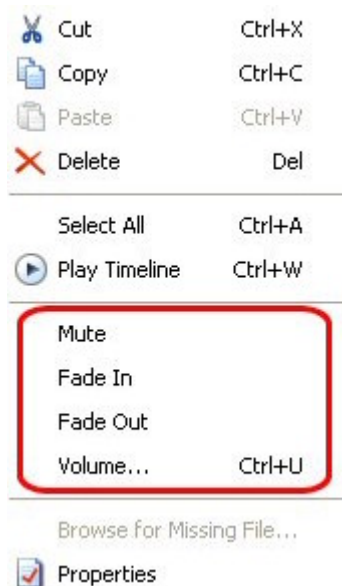 Cut Ctrl+X
Copy Ctrl+C
Paste Ctrl+V
Delete Del
Select All Ctrl+A
Play Timeline Ctrl+W
Mute
Fade In
Fade Out
Volume... Ctrl+U
Browse for Missing File...
Properties